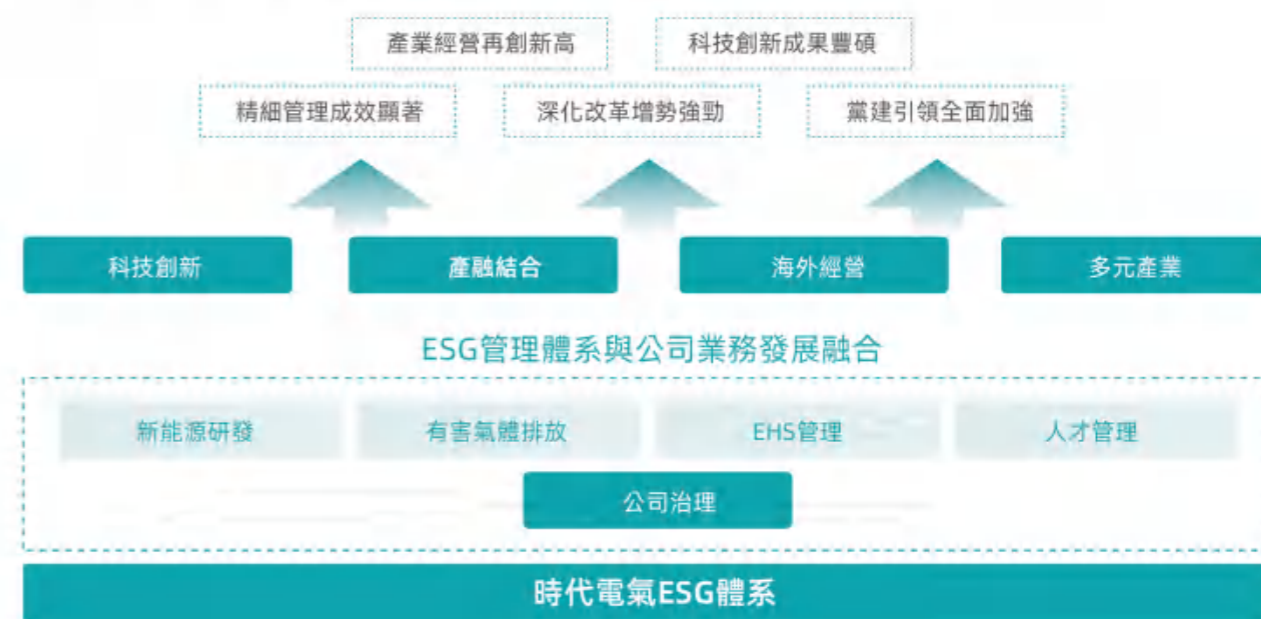 產業經營再創新高 科技創新成果豐碩
精細管理成效顯著 深化改革增勢強勁 黨建引領全面加強
科技創新 產融結合 海外經營 多元產業
ESG管理體系與公司業務發展融合
新能源研發 有害氣體排放 EHS管理 人才管理
公司治理
時代電氣ESG體系